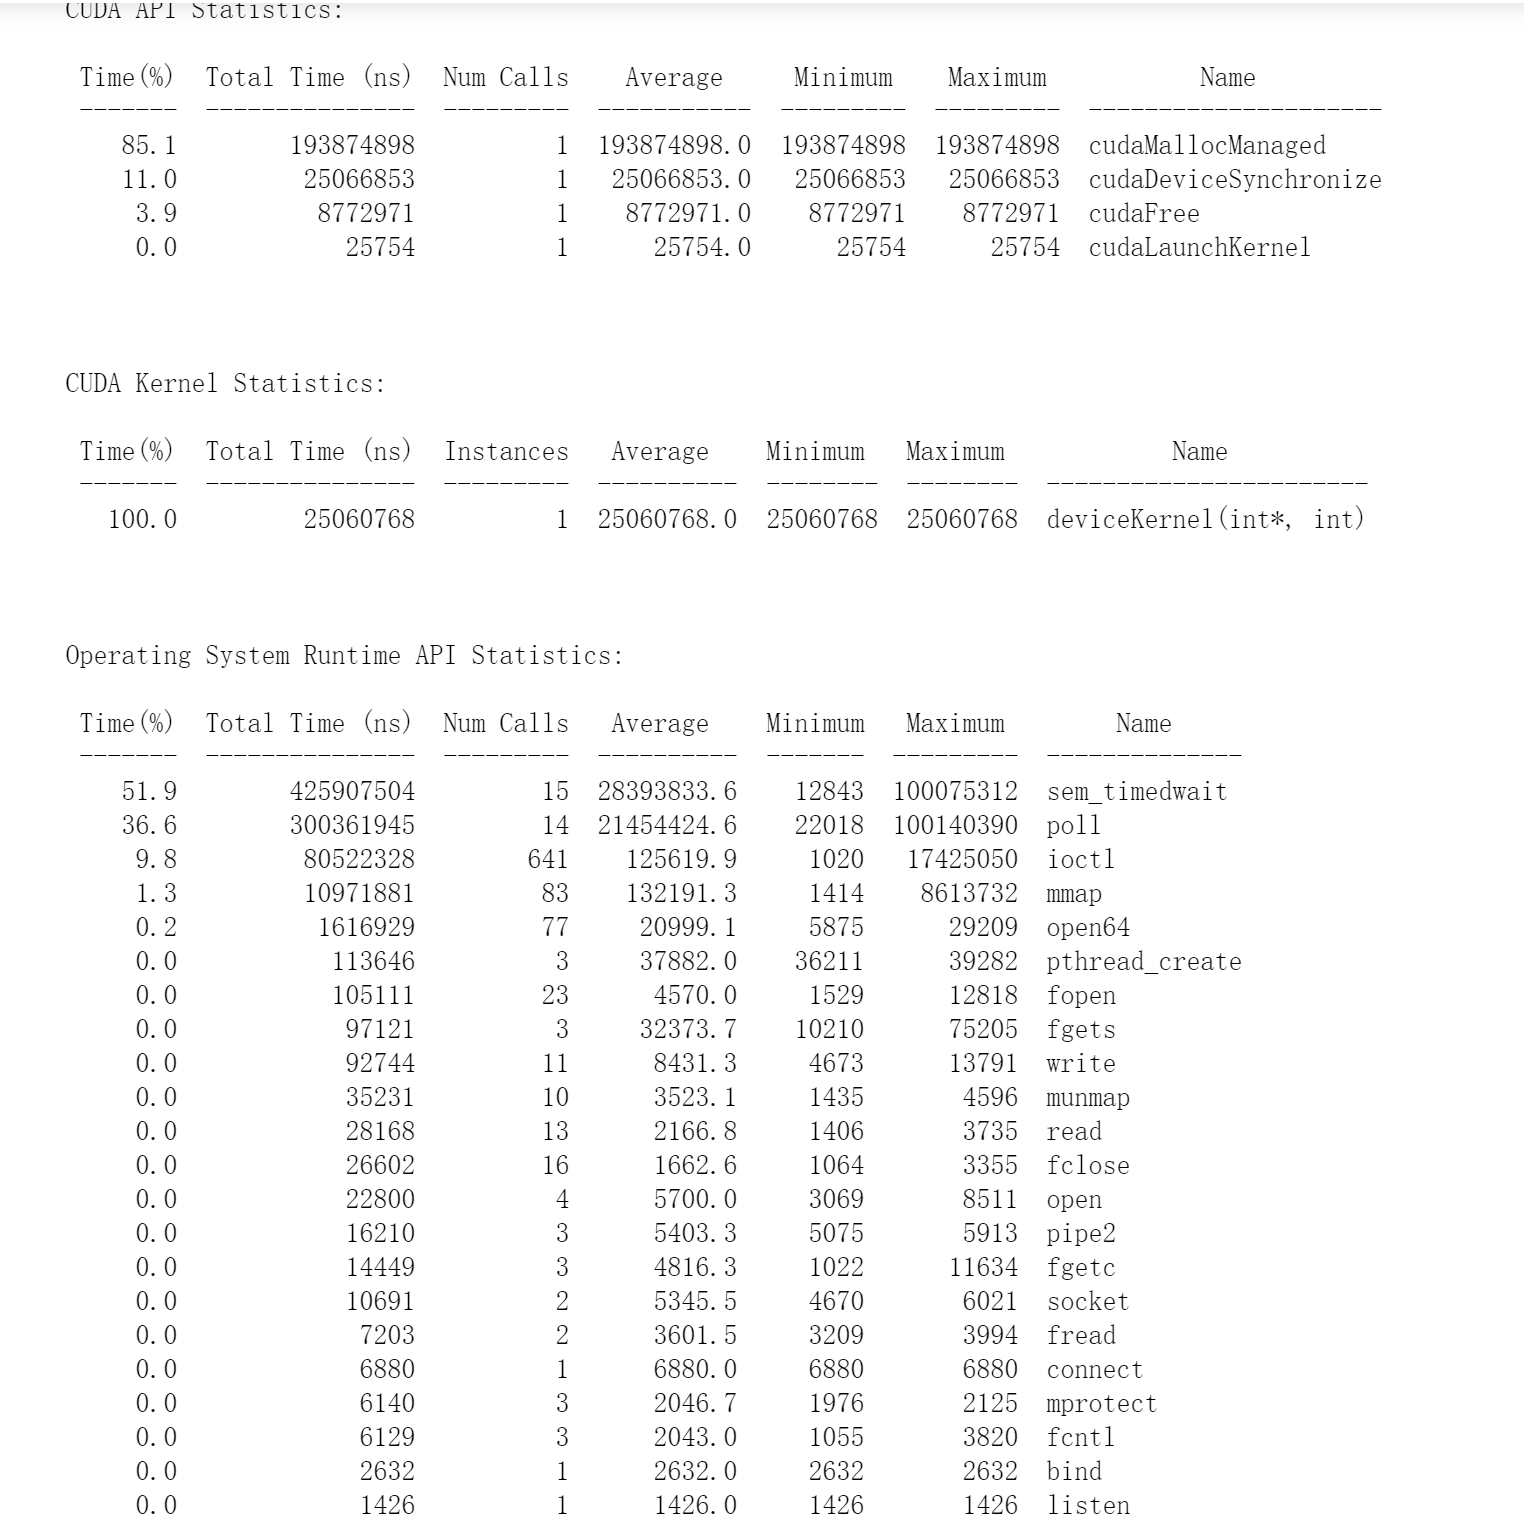 CUDA API Statistics:
Time(%)  Total Time (ns)  Num Calls    Average     Minimum    Maximum           Name
-------  ---------------  ---------  -----------  ---------  ---------  ---------------------
85.1        193874898          1  193874898.0  193874898  193874898  cudaMallocManaged
11.0         25066853          1   25066853.0   25066853   25066853  cudaDeviceSynchronize
3.9          8772971          1    8772971.0    8772971    8772971  cudaFree
0.0            25754          1      25754.0      25754      25754  cudaLaunchKernel
CUDA Kernel Statistics:
Time(%)  Total Time (ns)  Instances   Average    Minimum   Maximum            Name
-------  ---------------  ---------  ----------  --------  --------  -----------------------
100.0         25060768          1  25060768.0  25060768  25060768  deviceKernel(int*, int)
Operating System Runtime API Statistics:
Time(%)  Total Time (ns)  Num Calls   Average    Minimum   Maximum        Name
-------  ---------------  ---------  ----------  -------  ---------  --------------
51.9        425907504         15  28393833.6    12843  100075312  sem_timedwait
36.6        300361945         14  21454424.6    22018  100140390  poll
9.8         80522328        641    125619.9     1020   17425050  ioctl
1.3         10971881         83    132191.3     1414    8613732  mmap
0.2          1616929         77     20999.1     5875      29209  open64
0.0           113646          3     37882.0    36211      39282  pthread_create
0.0           105111         23      4570.0     1529      12818  fopen
0.0            97121          3     32373.7    10210      75205  fgets
0.0            92744         11      8431.3     4673      13791  write
0.0            35231         10      3523.1     1435       4596  munmap
0.0            28168         13      2166.8     1406       3735  read
0.0            26602         16      1662.6     1064       3355  fclose
0.0            22800          4      5700.0     3069       8511  open
0.0            16210          3      5403.3     5075       5913  pipe2
0.0            14449          3      4816.3     1022      11634  fgetc
0.0            10691          2      5345.5     4670       6021  socket
0.0             7203          2      3601.5     3209       3994  fread
0.0             6880          1      6880.0     6880       6880  connect
0.0             6140          3      2046.7     1976       2125  mprotect
0.0             6129          3      2043.0     1055       3820  fcntl
0.0             2632          1      2632.0     2632       2632  bind
0.0             1426          1      1426.0     1426       1426  listen